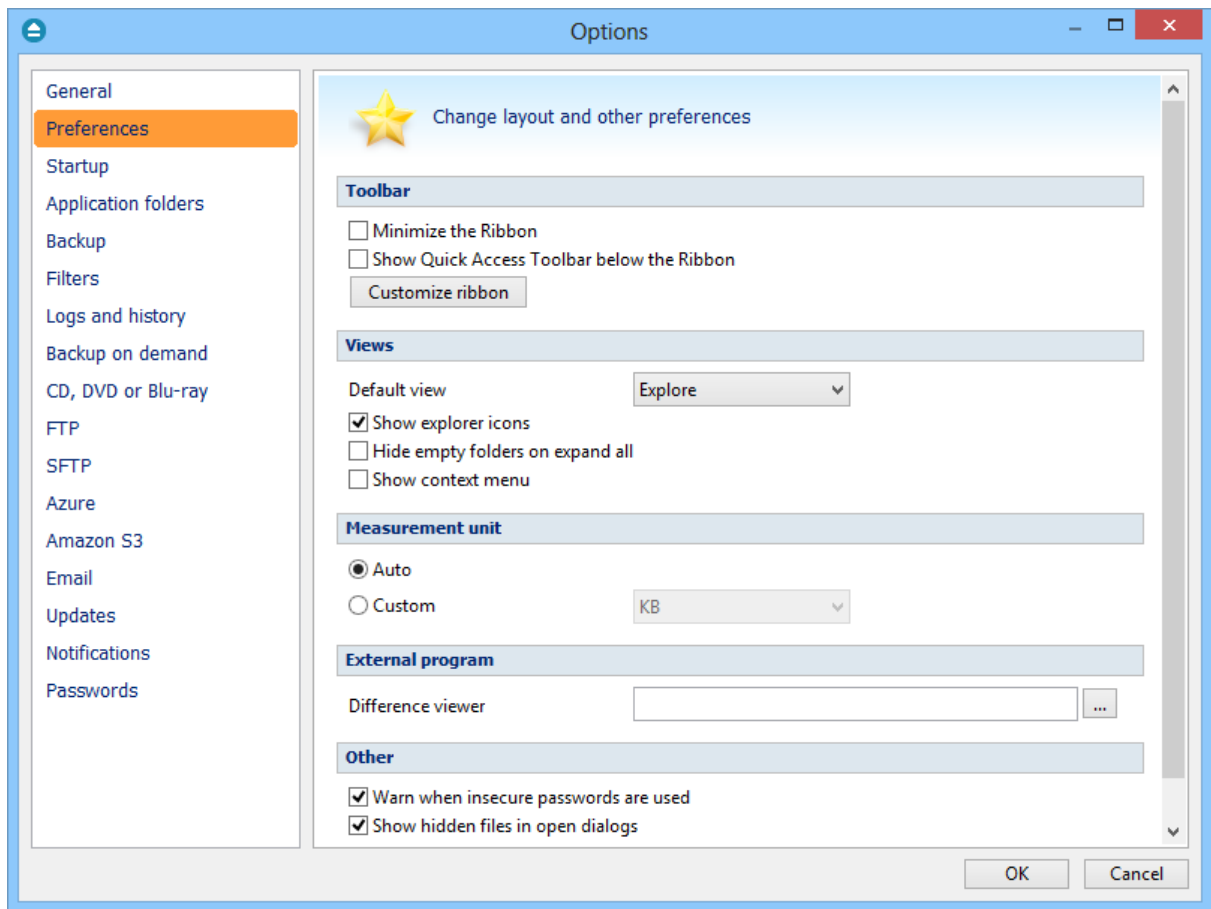 Options
General
Preferences
Startup
Application folders
Backup
Filters
Logs and history
Backup on demand
CD, DVD or Blu-ray
FTP
SFTP
Azure
Amazon S3
Email
Updates
Notifications
Passwords
Change layout and other preferences
Toolbar
Minimize the Ribbon
Show Quick Access Toolbar below the Ribbon
Customize ribbon
Views
Default view Explore
Show explorer icons
Hide empty folders on expand all
Show context menu
Measurement unit
Auto
Custom KB
External program
Difference viewer ...
Other
Warn when insecure passwords are used
Show hidden files in open dialogs
OK Cancel